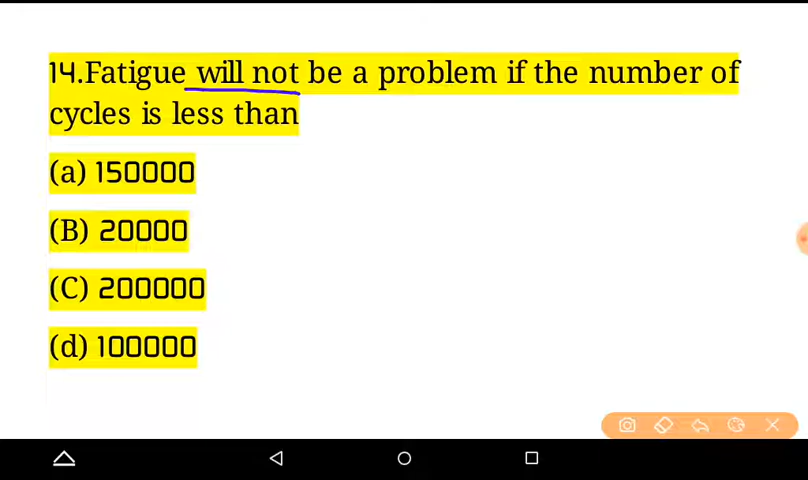 14.Fatigue will not be a problem if the number of
cycles is less than
(a) 150000
(B) 20000
(C) 200000
(d) 100000